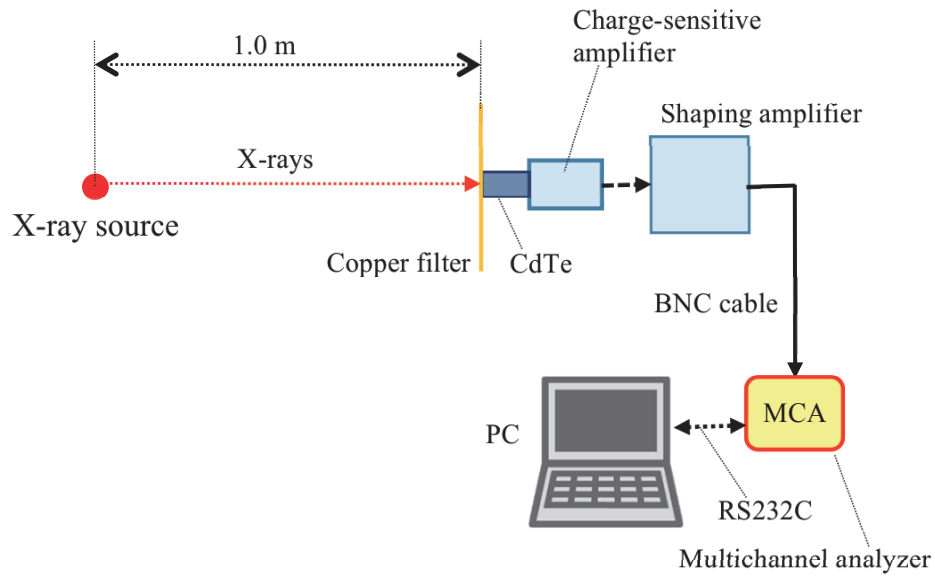 1.0 m
Charge-sensitive
amplifier
Shaping amplifier
X-rays
X-ray source
Copper filter
CdTe
BNC cable
MCA
PC
RS232C
Multichannel analyzer